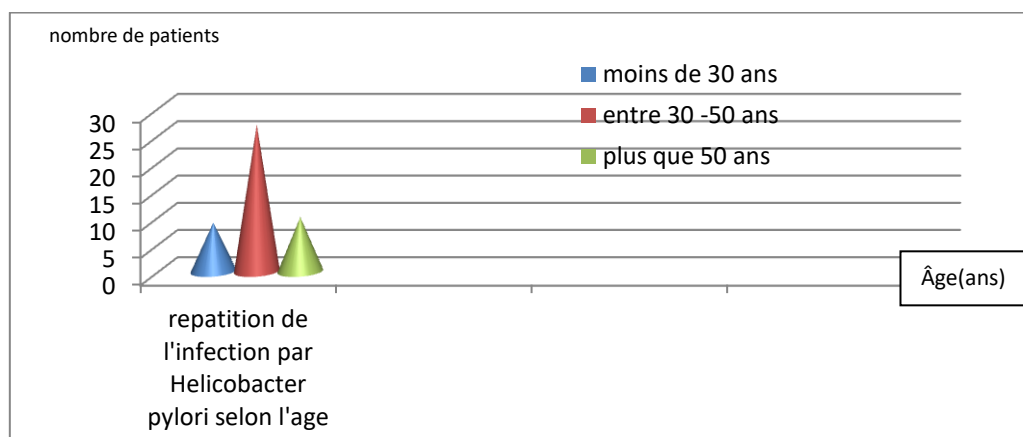 nombre de patients
moins de 30 ans
entre 30 -50 ans
plus que 50 ans
30
25
20
15
10
5
0
Âge(ans)
repatition de
l'infection par
Helicobacter
pylori selon l'age